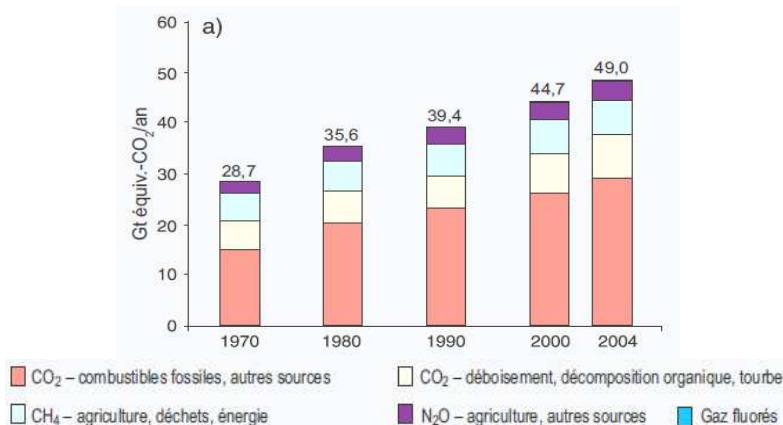 a)
60
50
40
30
20
10
0
Gt équiv.-CO₂/an
28,7
35,6
39,4
44,7
49,0
1970 1980 1990 2000 2004
CO₂ – combustibles fossiles, autres sources
CO₂ – déboisement, décomposition organique, tourbe
CH₄ – agriculture, déchets, énergie
N₂O – agriculture, autres sources
Gaz fluorés